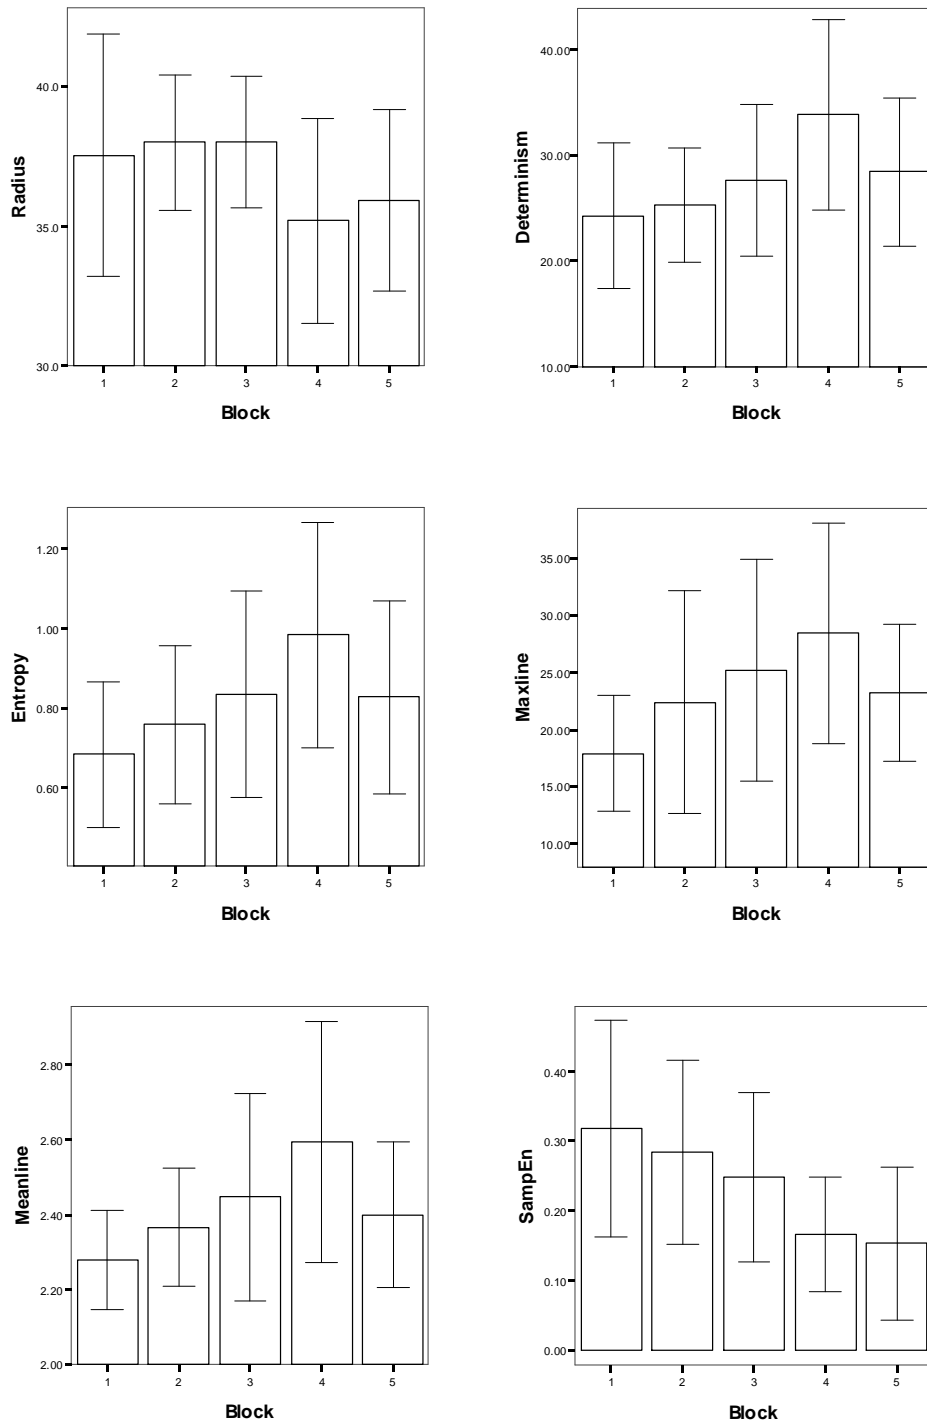 Radius
40.0
35.0
30.0
1 2 3 4 5
Block
Determinism
40.00
30.00
20.00
10.00
1 2 3 4 5
Block
Entropy
1.20
1.00
0.80
0.60
1 2 3 4 5
Block
Maxline
35.00
30.00
25.00
20.00
15.00
10.00
1 2 3 4 5
Block
Meanline
2.80
2.60
2.40
2.20
2.00
1 2 3 4 5
Block
SampEn
0.40
0.30
0.20
0.10
0.00
1 2 3 4 5
Block